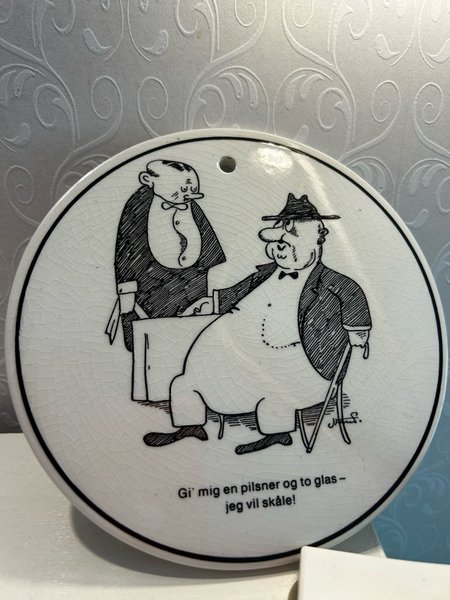 Gi' mig en pilsner og to glas –
jeg vil skåle!